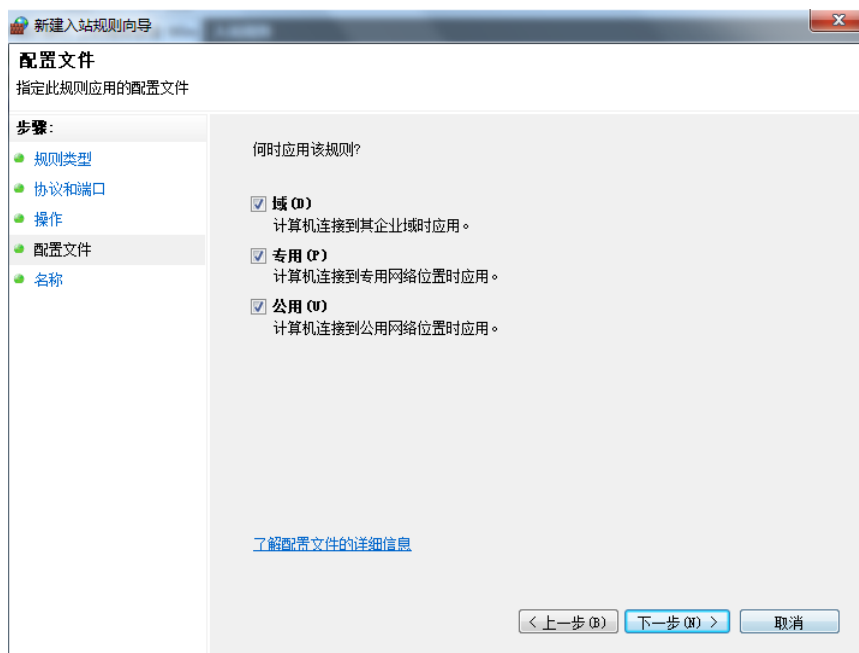 新建入站规则向导
配置文件
指定此规则应用的配置文件
步骤:
规则类型
协议和端口
操作
配置文件
名称
何时应用该规则?
域(D)
计算机连接到其企业域时应用。
专用(P)
计算机连接到专用网络位置时应用。
公用(U)
计算机连接到公用网络位置时应用。
了解配置文件的详细信息
< 上一步(B) 下一步(N) > 取消